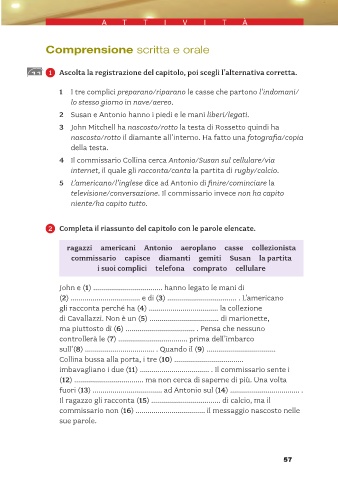 ATTIVITÀ
Comprensione scritta e orale
1 Ascolta la registrazione del capitolo, poi scegli l'alternativa corretta.
1 I tre complici preparano/riparano le casse che partono l'indomani/
lo stesso giorno in nave/aereo.
2 Susan e Antonio hanno i piedi e le mani liberi/legati.
3 John Mitchell ha nascosto/rotto la testa di Rossetto quindi ha
nascosto/rotto il diamante all'interno. Ha fatto una fotografia/copia
della testa.
4 Il commissario Collina cerca Antonio/Susan sul cellulare/via
internet, il quale gli racconta/canta la partita di rugby/calcio.
5 L'americano/l'inglese dice ad Antonio di finire/cominciare la
televisione/conversazione. Il commissario invece non ha capito
niente/ha capito tutto.
2 Completa il riassunto del capitolo con le parole elencate.
ragazzi americani Antonio aeroplano casse collezionista
commissario capisce diamanti gemiti Susan la partita
i suoi complici telefona comprato cellulare
John e (1) .................................. hanno legato le mani di
(2) .................................. e di (3) .................................. . L'americano
gli racconta perché ha (4) .................................. la collezione
di Cavallazzi. Non è un (5) .................................. di marionette,
ma piuttosto di (6) .................................. . Pensa che nessuno
controllerà le (7) .................................. prima dell'imbarco
sull'(8) .................................. . Quando il (9) ..................................
Collina bussa alla porta, i tre (10) ..................................
imbavagliano i due (11) .................................. . Il commissario sente i
(12) .................................. ma non cerca di saperne di più. Una volta
fuori (13) .................................. ad Antonio sul (14) .................................. .
Il ragazzo gli racconta (15) .................................. di calcio, ma il
commissario non (16) .................................. il messaggio nascosto nelle
sue parole.
57